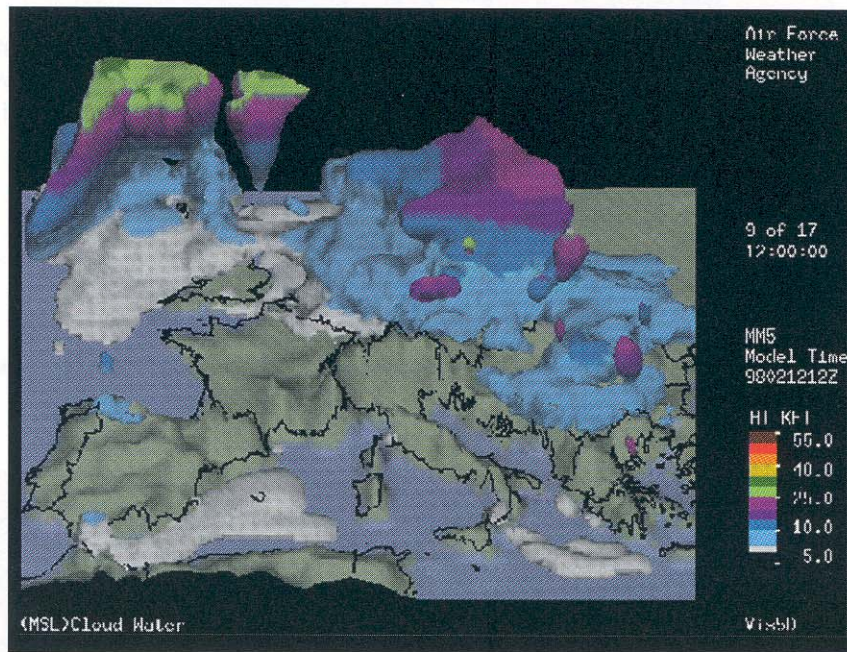 Air Force
Weather
Agency
9 of 17
12:00:00
MM5
Model Time
98021212Z
HT KFT
55.0
40.0
25.0
10.0
5.0
(MSL)Cloud Water
Vis5D